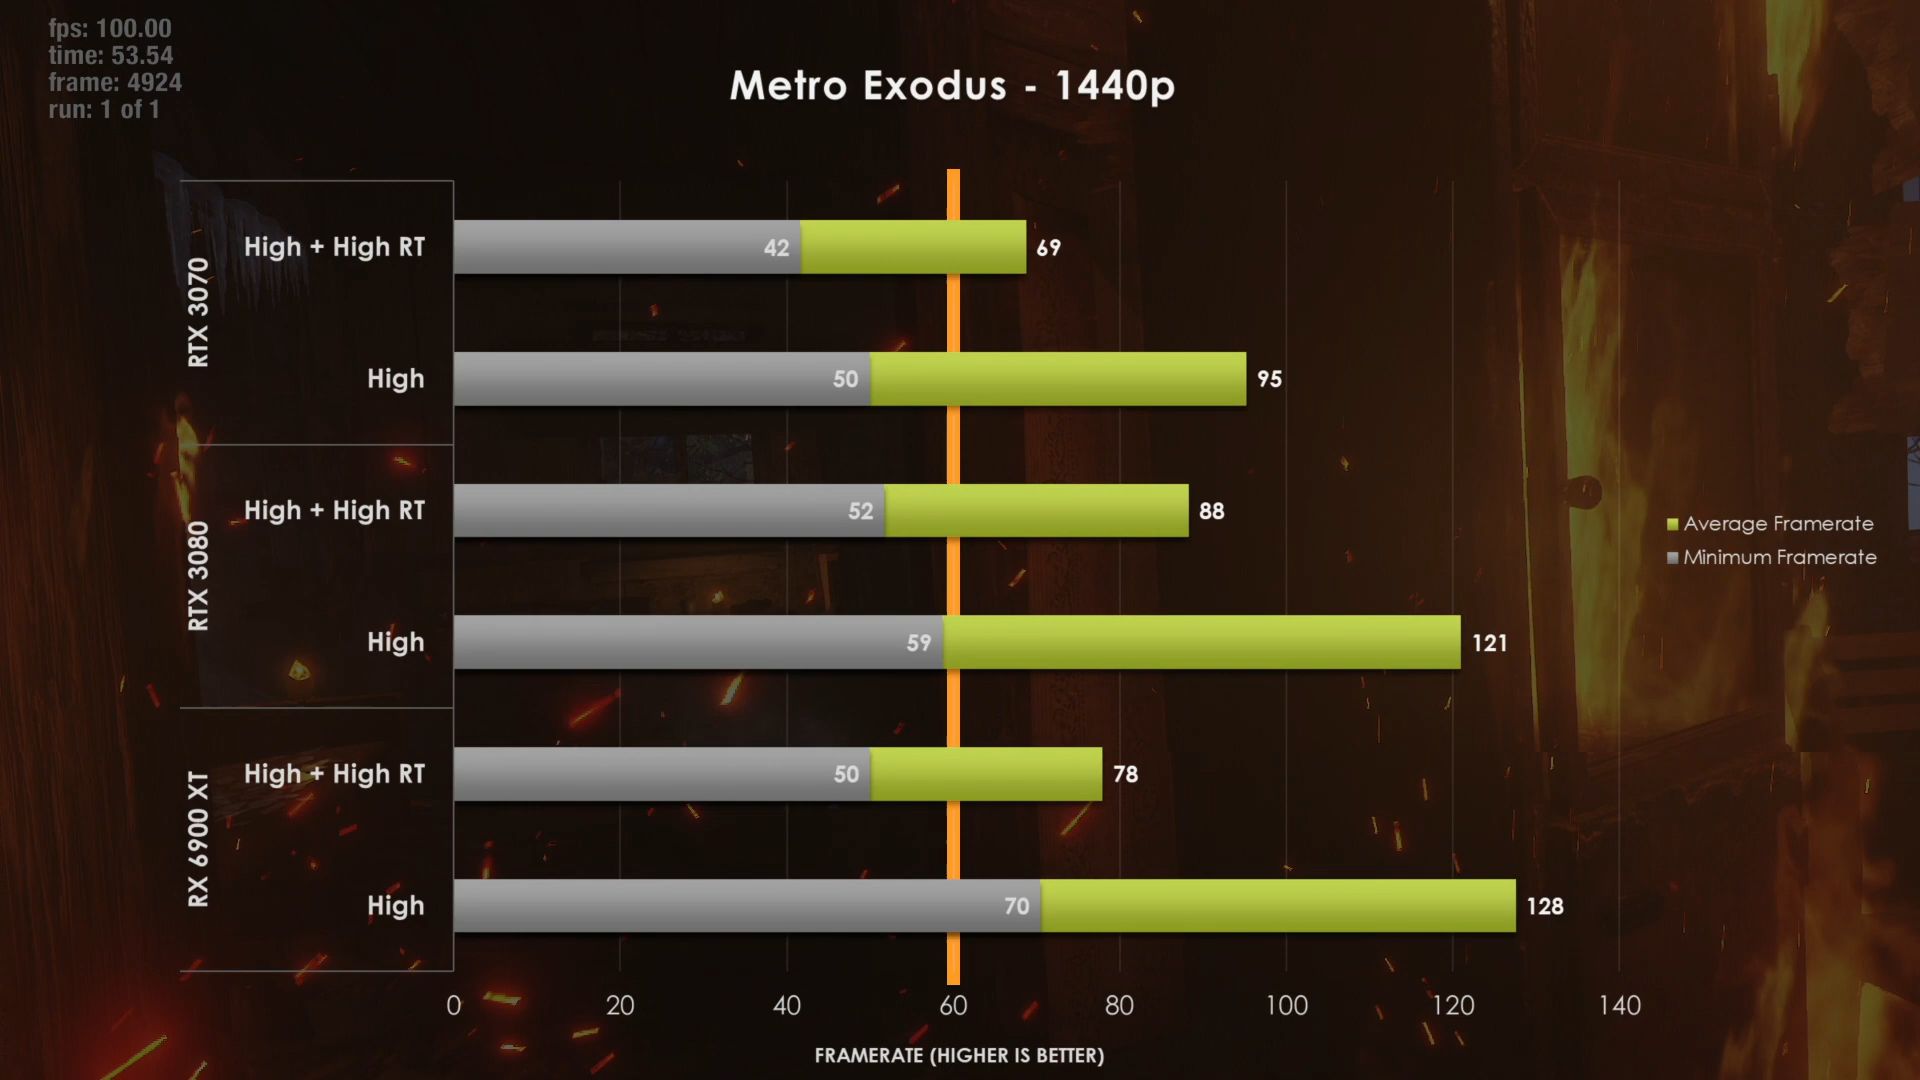 fps: 100.00
time: 53.54
frame: 4924
run: 1 of 1
Metro Exodus - 1440p
RTX 3070
High + High RT
42
69
High
50
95
RTX 3080
High + High RT
52
88
High
59
121
RX 6900 XT
High + High RT
50
78
High
70
128
Average Framerate
Minimum Framerate
0 20 40 60 80 100 120 140
FRAMERATE (HIGHER IS BETTER)